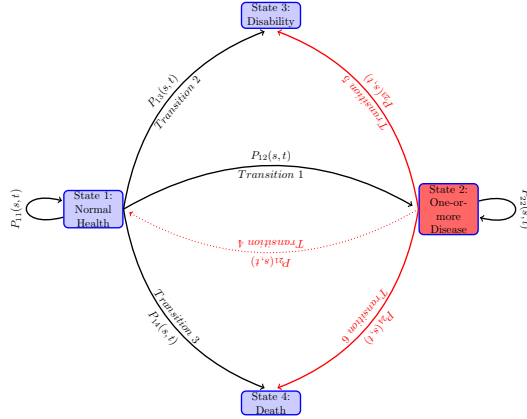 State 3:
Disability
P13(s,t)
Transition 2
P23(s,t)
Transition 5
P12(s,t)
Transition 1
P11(s,t)
State 1:
Normal
Health
State 2:
One-or-
more
Disease
P22(s,t)
Transition 4
P21(s,t)
Transition 3
P14(s,t)
Transition 6
P24(s,t)
State 4:
Death